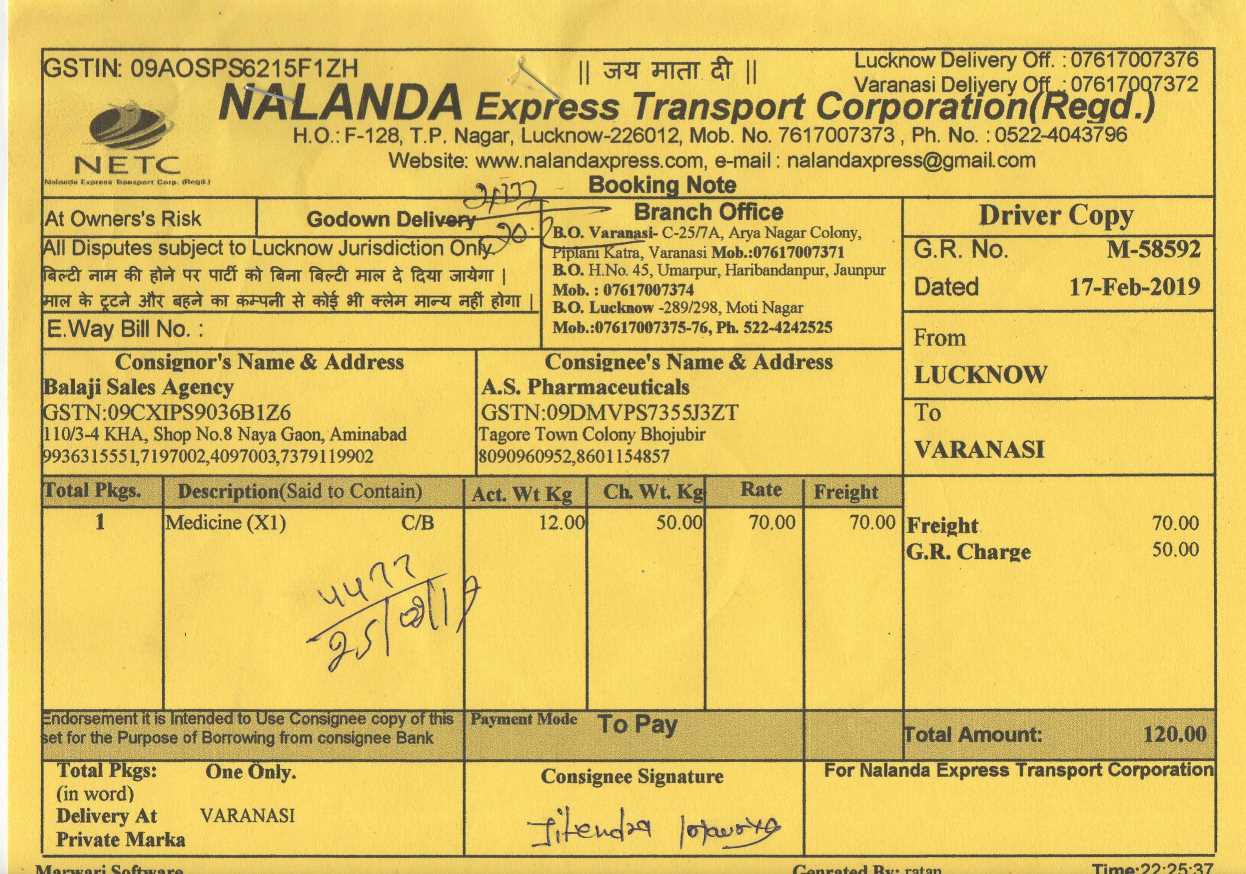 GSTIN: 09AOSPS6215F1ZH
|| जय माता दी ||
Lucknow Delivery Off. : 07617007376
Varanasi Delivery Off. : 07617007372
NALANDA Express Transport Corporation(Regd.)
H.O.: F-128, T.P. Nagar, Lucknow-226012, Mob. No. 7617007373 , Ph. No. : 0522-4043796
Website: www.nalandaxpress.com, e-mail : nalandaxpress@gmail.com
NETC
Nalanda Express Transport Corp. (Regd.)
Booking Note
At Owners's Risk
Godown Delivery
All Disputes subject to Lucknow Jurisdiction Only.
बिल्टी नाम की होने पर पार्टी को बिना बिल्टी माल दे दिया जायेगा |
माल के टूटने और बहने का कम्पनी से कोई भी क्लेम मान्य नहीं होगा |
E.Way Bill No. :
Branch Office
B.O. Varanasi- C-25/7A, Arya Nagar Colony,
Piplani Katra, Varanasi Mob.:07617007371
B.O. H.No. 45, Umarpur, Haribandanpur, Jaunpur
Mob. : 07617007374
B.O. Lucknow -289/298, Moti Nagar
Mob.:07617007375-76, Ph. 522-4242525
Driver Copy
G.R. No. M-58592
Dated 17-Feb-2019
From
LUCKNOW
To
VARANASI
Consignor's Name & Address
Balaji Sales Agency
GSTN:09CXIPS9036B1Z6
110/3-4 KHA, Shop No.8 Naya Gaon, Aminabad
9936315551,7197002,4097003,7379119902
Consignee's Name & Address
A.S. Pharmaceuticals
GSTN:09DMVPS7355J3ZT
Tagore Town Colony Bhojubir
8090960952,8601154857
Total Pkgs. Description(Said to Contain) Act. Wt Kg Ch. Wt. Kg Rate Freight
1 Medicine (X1) C/B 12.00 50.00 70.00 70.00
Freight 70.00
G.R. Charge 50.00
4477
Endorsement it is Intended to Use Consignee copy of this
set for the Purpose of Borrowing from consignee Bank
Payment Mode To Pay
Total Amount: 120.00
Total Pkgs: One Only.
(in word)
Delivery At VARANASI
Private Marka
Consignee Signature
Jitendra
For Nalanda Express Transport Corporation
Marwari Software
Genrated By: ratan
Time:22:25:37